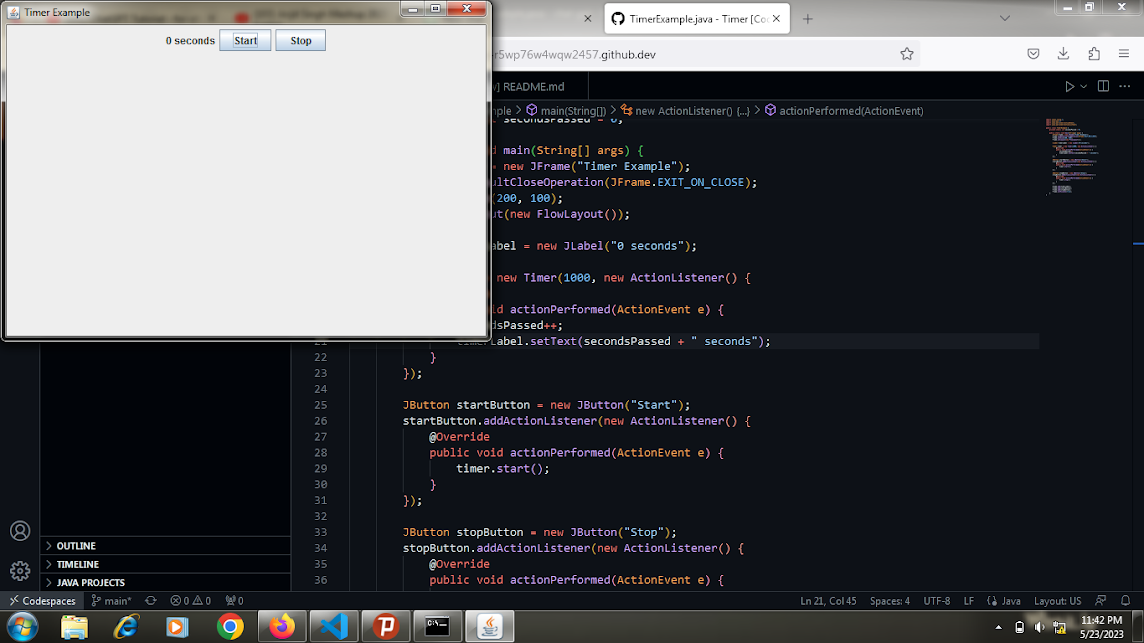 Timer Example
0 seconds Start Stop
TimerExample.java - Timer [Co
r5wp76w4wqw2457.github.dev
README.md
main(String[]) > new ActionListener() {...} > actionPerformed(ActionEvent)
main(String[] args) {
= new JFrame("Timer Example");
ultCloseOperation(JFrame.EXIT_ON_CLOSE);
(200, 100);
ut(new FlowLayout());
abel = new JLabel("0 seconds");
new Timer(1000, new ActionListener() {
d actionPerformed(ActionEvent e) {
dsPassed++;
21 timerLabel.setText(secondsPassed + " seconds");
22 }
23 });
24
25 JButton startButton = new JButton("Start");
26 startButton.addActionListener(new ActionListener() {
27 @Override
28 public void actionPerformed(ActionEvent e) {
29 timer.start();
30 }
31 });
32
33 JButton stopButton = new JButton("Stop");
34 stopButton.addActionListener(new ActionListener() {
35 @Override
36 public void actionPerformed(ActionEvent e) {
OUTLINE
TIMELINE
JAVA PROJECTS
Codespaces main* 0 0 0 Ln 21, Col 45 Spaces: 4 UTF-8 LF Java Layout: US
11:42 PM
5/23/2023